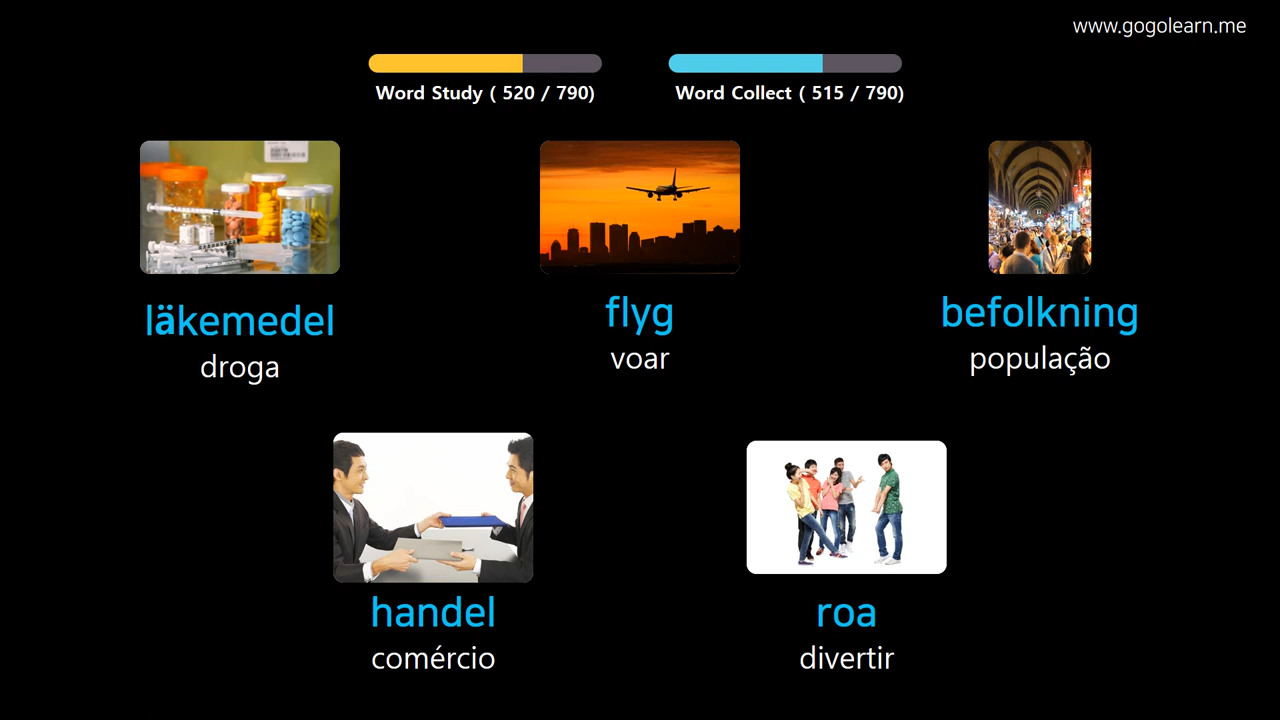 www.gogolearn.me
Word Study ( 520 / 790)
Word Collect ( 515 / 790)
läkemedel
droga
flyg
voar
befolkning
população
handel
comércio
roa
divertir